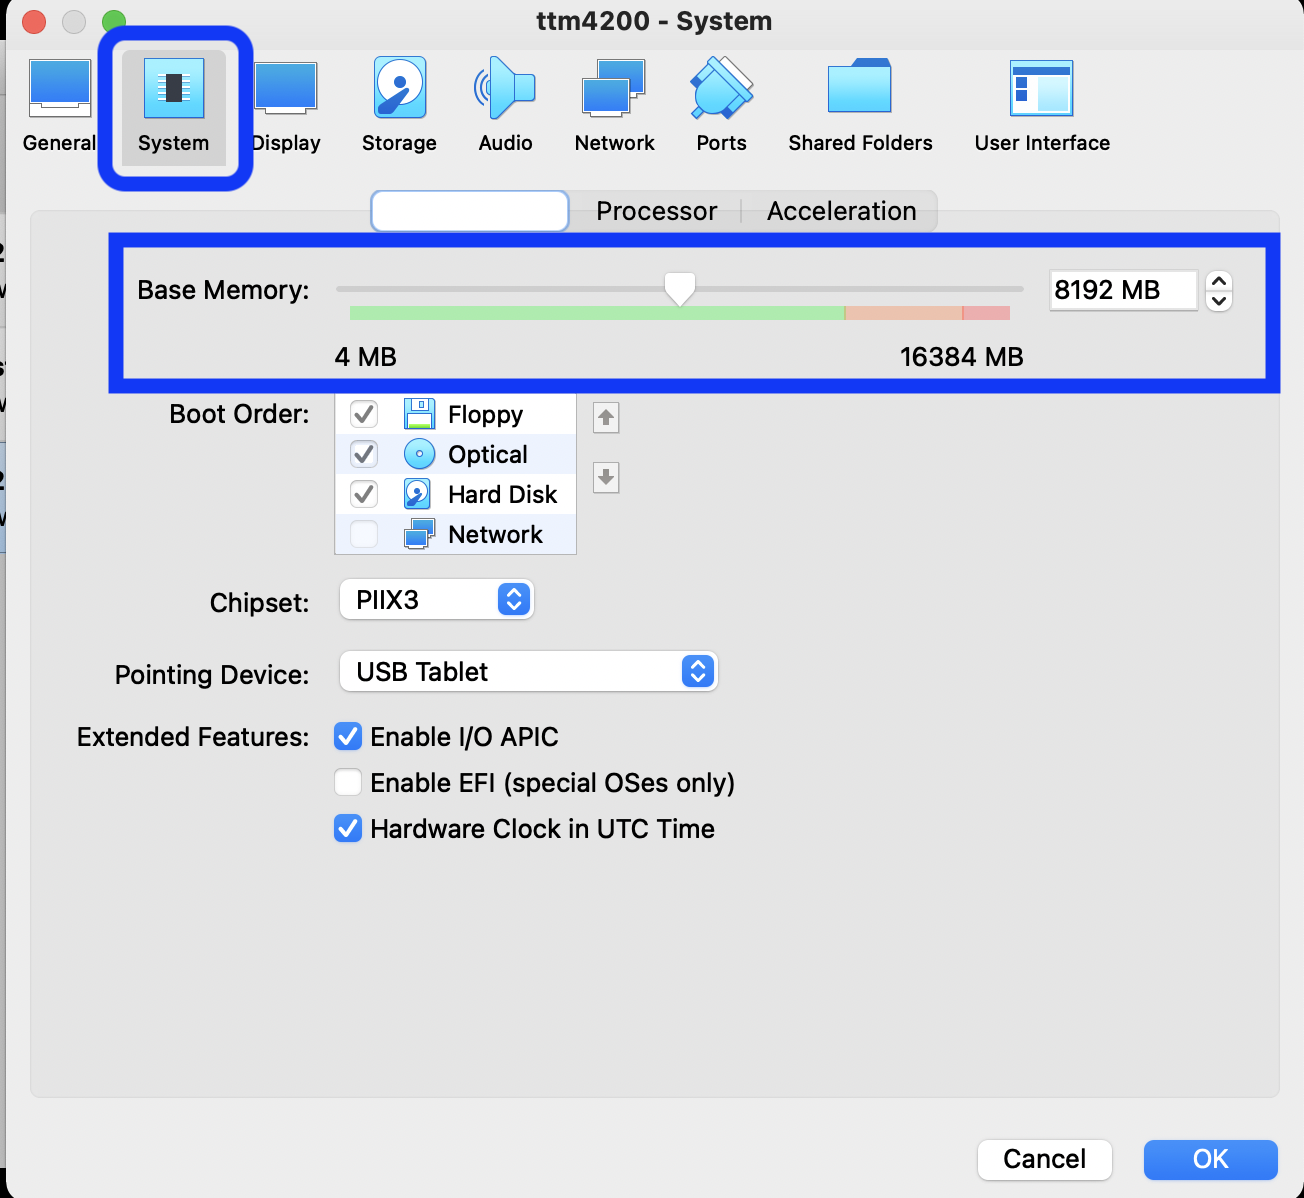 ttm4200 - System
General System Display Storage Audio Network Ports Shared Folders User Interface
Processor Acceleration
Base Memory: 8192 MB
4 MB 16384 MB
Boot Order: Floppy
Optical
Hard Disk
Network
Chipset: PIIX3
Pointing Device: USB Tablet
Extended Features: Enable I/O APIC
Enable EFI (special OSes only)
Hardware Clock in UTC Time
Cancel OK